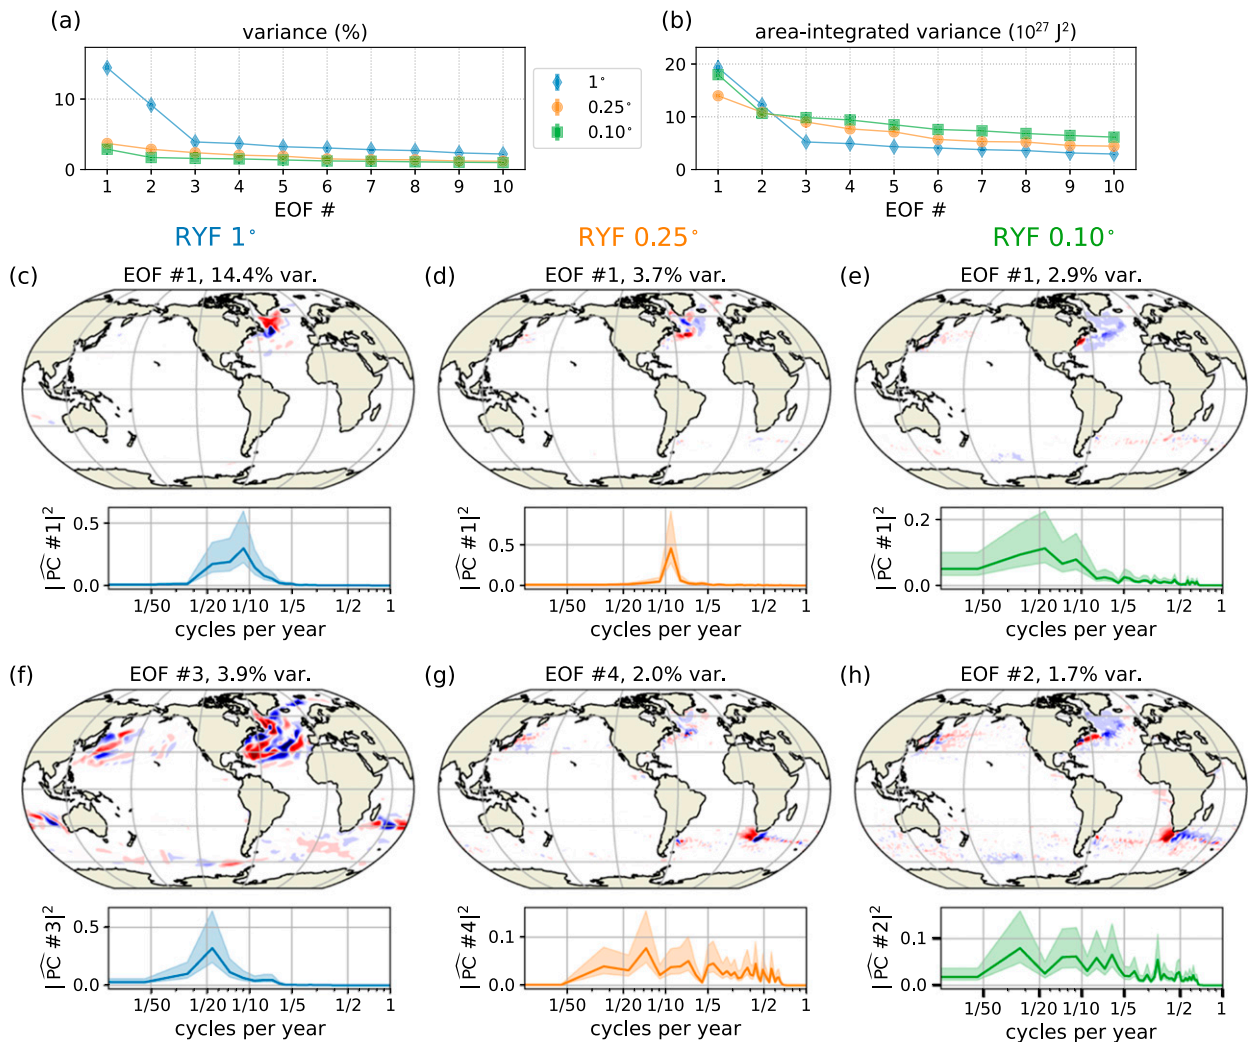 (a)
variance (%)
10
0
1 2 3 4 5 6 7 8 9 10
EOF #
1°
0.25°
0.10°
(b)
area-integrated variance (10²⁷ J²)
20
10
0
1 2 3 4 5 6 7 8 9 10
EOF #
RYF 1° RYF 0.25° RYF 0.10°
(c) EOF #1, 14.4% var.
(d) EOF #1, 3.7% var.
(e) EOF #1, 2.9% var.
|P̂C #1|²
0.5
0.0
1/50 1/20 1/10 1/5 1/2 1
cycles per year
|P̂C #1|²
0.5
0.0
1/50 1/10 1/5 1/2 1
cycles per year
|P̂C #1|²
0.2
0.0
1/50 1/20 1/10 1/5 1/2 1
cycles per year
(f) EOF #3, 3.9% var.
(g) EOF #4, 2.0% var.
(h) EOF #2, 1.7% var.
|P̂C #3|²
0.5
0.0
1/50 1/20 1/10 1/5 1/2 1
cycles per year
|P̂C #4|²
0.1
0.0
1/50 1/20 1/10 1/5 1/2 1
cycles per year
|P̂C #2|²
0.1
0.0
1/50 1/20 1/10 1/5 1/2 1
cycles per year